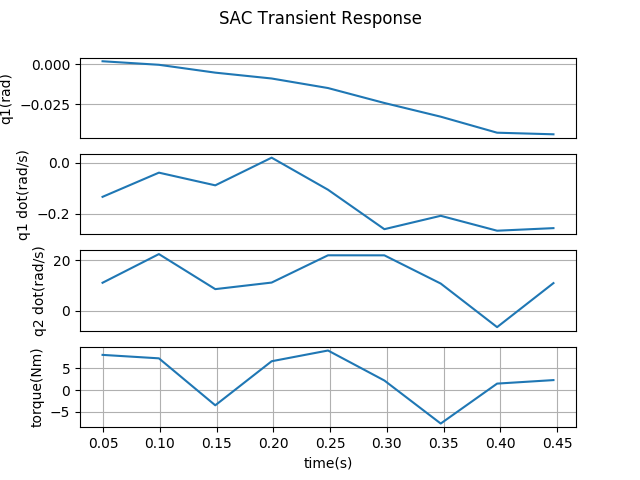 SAC Transient Response
0.000
−0.025
q1(rad)
0.0
−0.2
q1 dot(rad/s)
20
0
q2 dot(rad/s)
5
0
−5
torque(Nm)
0.05 0.10 0.15 0.20 0.25 0.30 0.35 0.40 0.45
time(s)